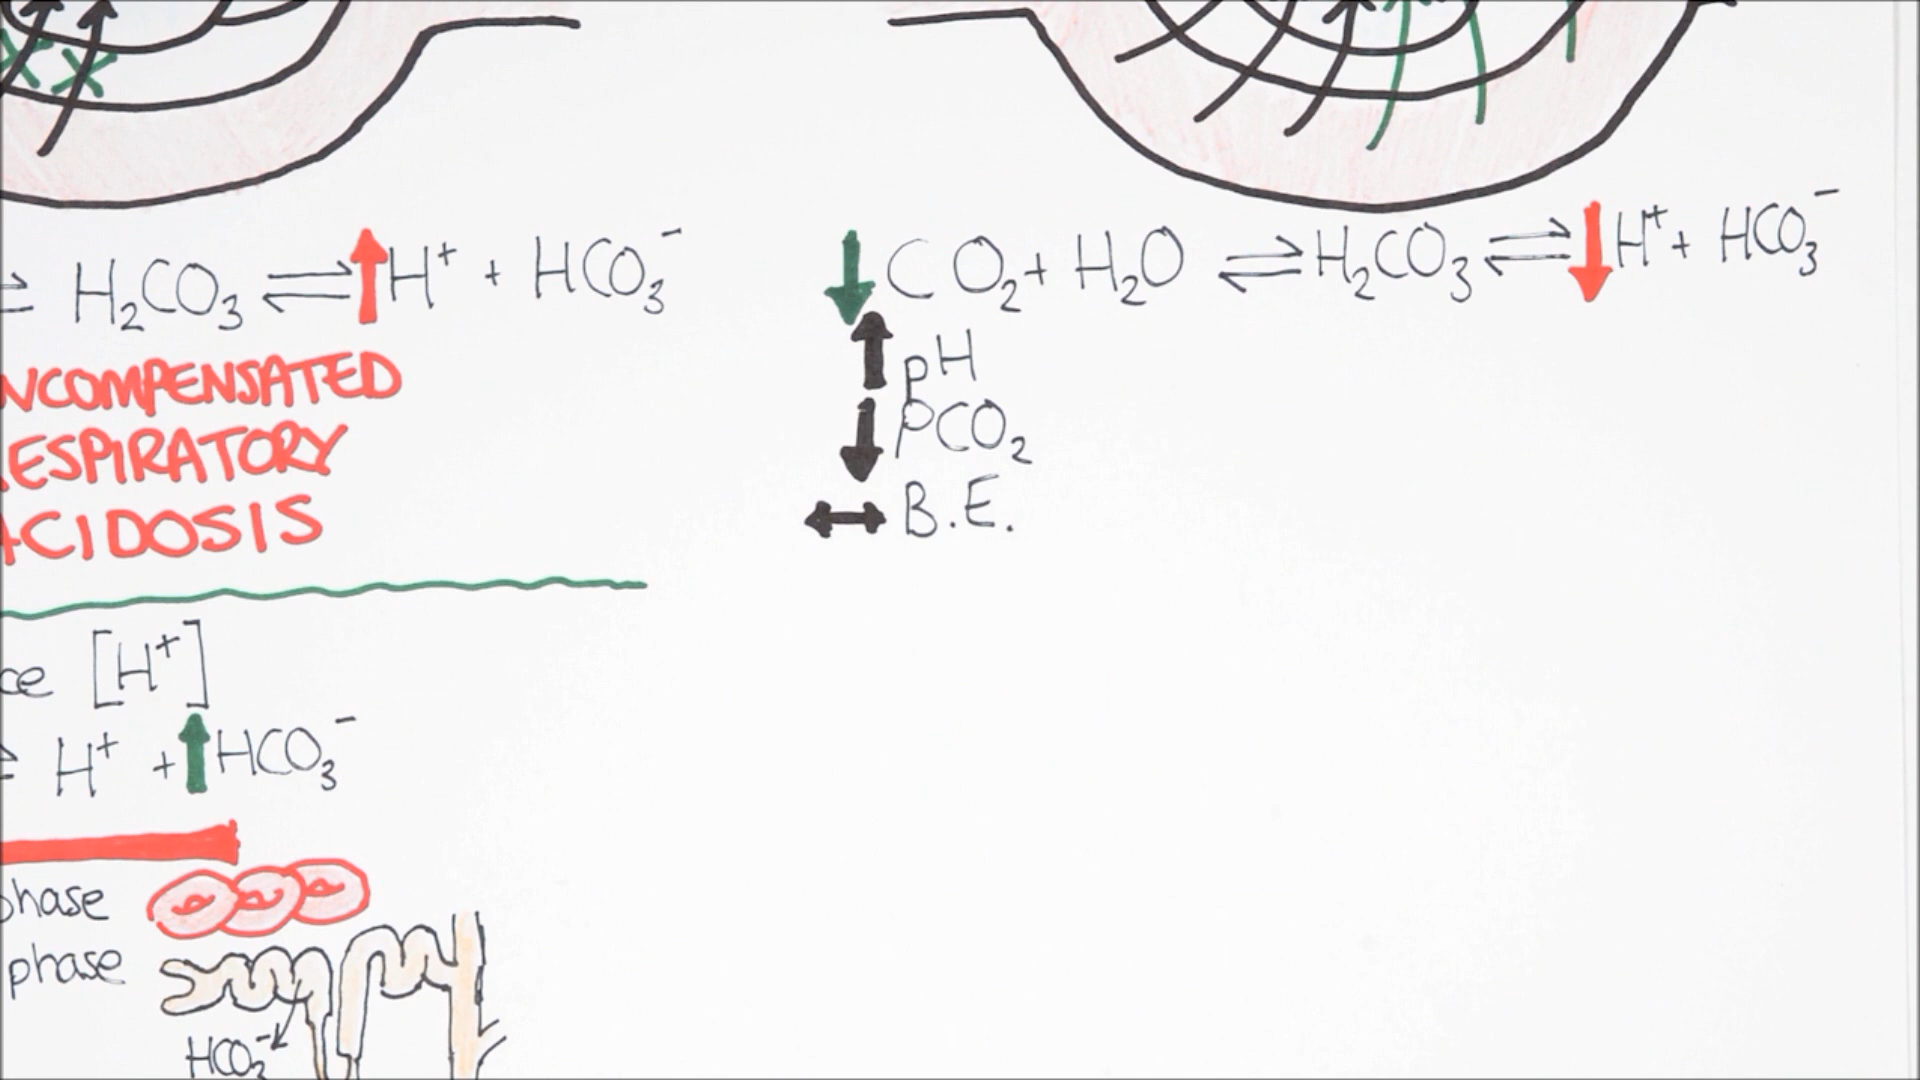 H₂CO₃ ⇌ ↑H⁺ + HCO₃⁻
NCOMPENSATED
ESPIRATORY
ACIDOSIS
ce [H⁺]
⇌ H⁺ + ↑HCO₃⁻
phase
phase
HCO₃⁻
↓CO₂ + H₂O ⇌ H₂CO₃ ⇌ ↓H⁺ + HCO₃⁻
↑ pH
↓ PCO₂
↔ B.E.